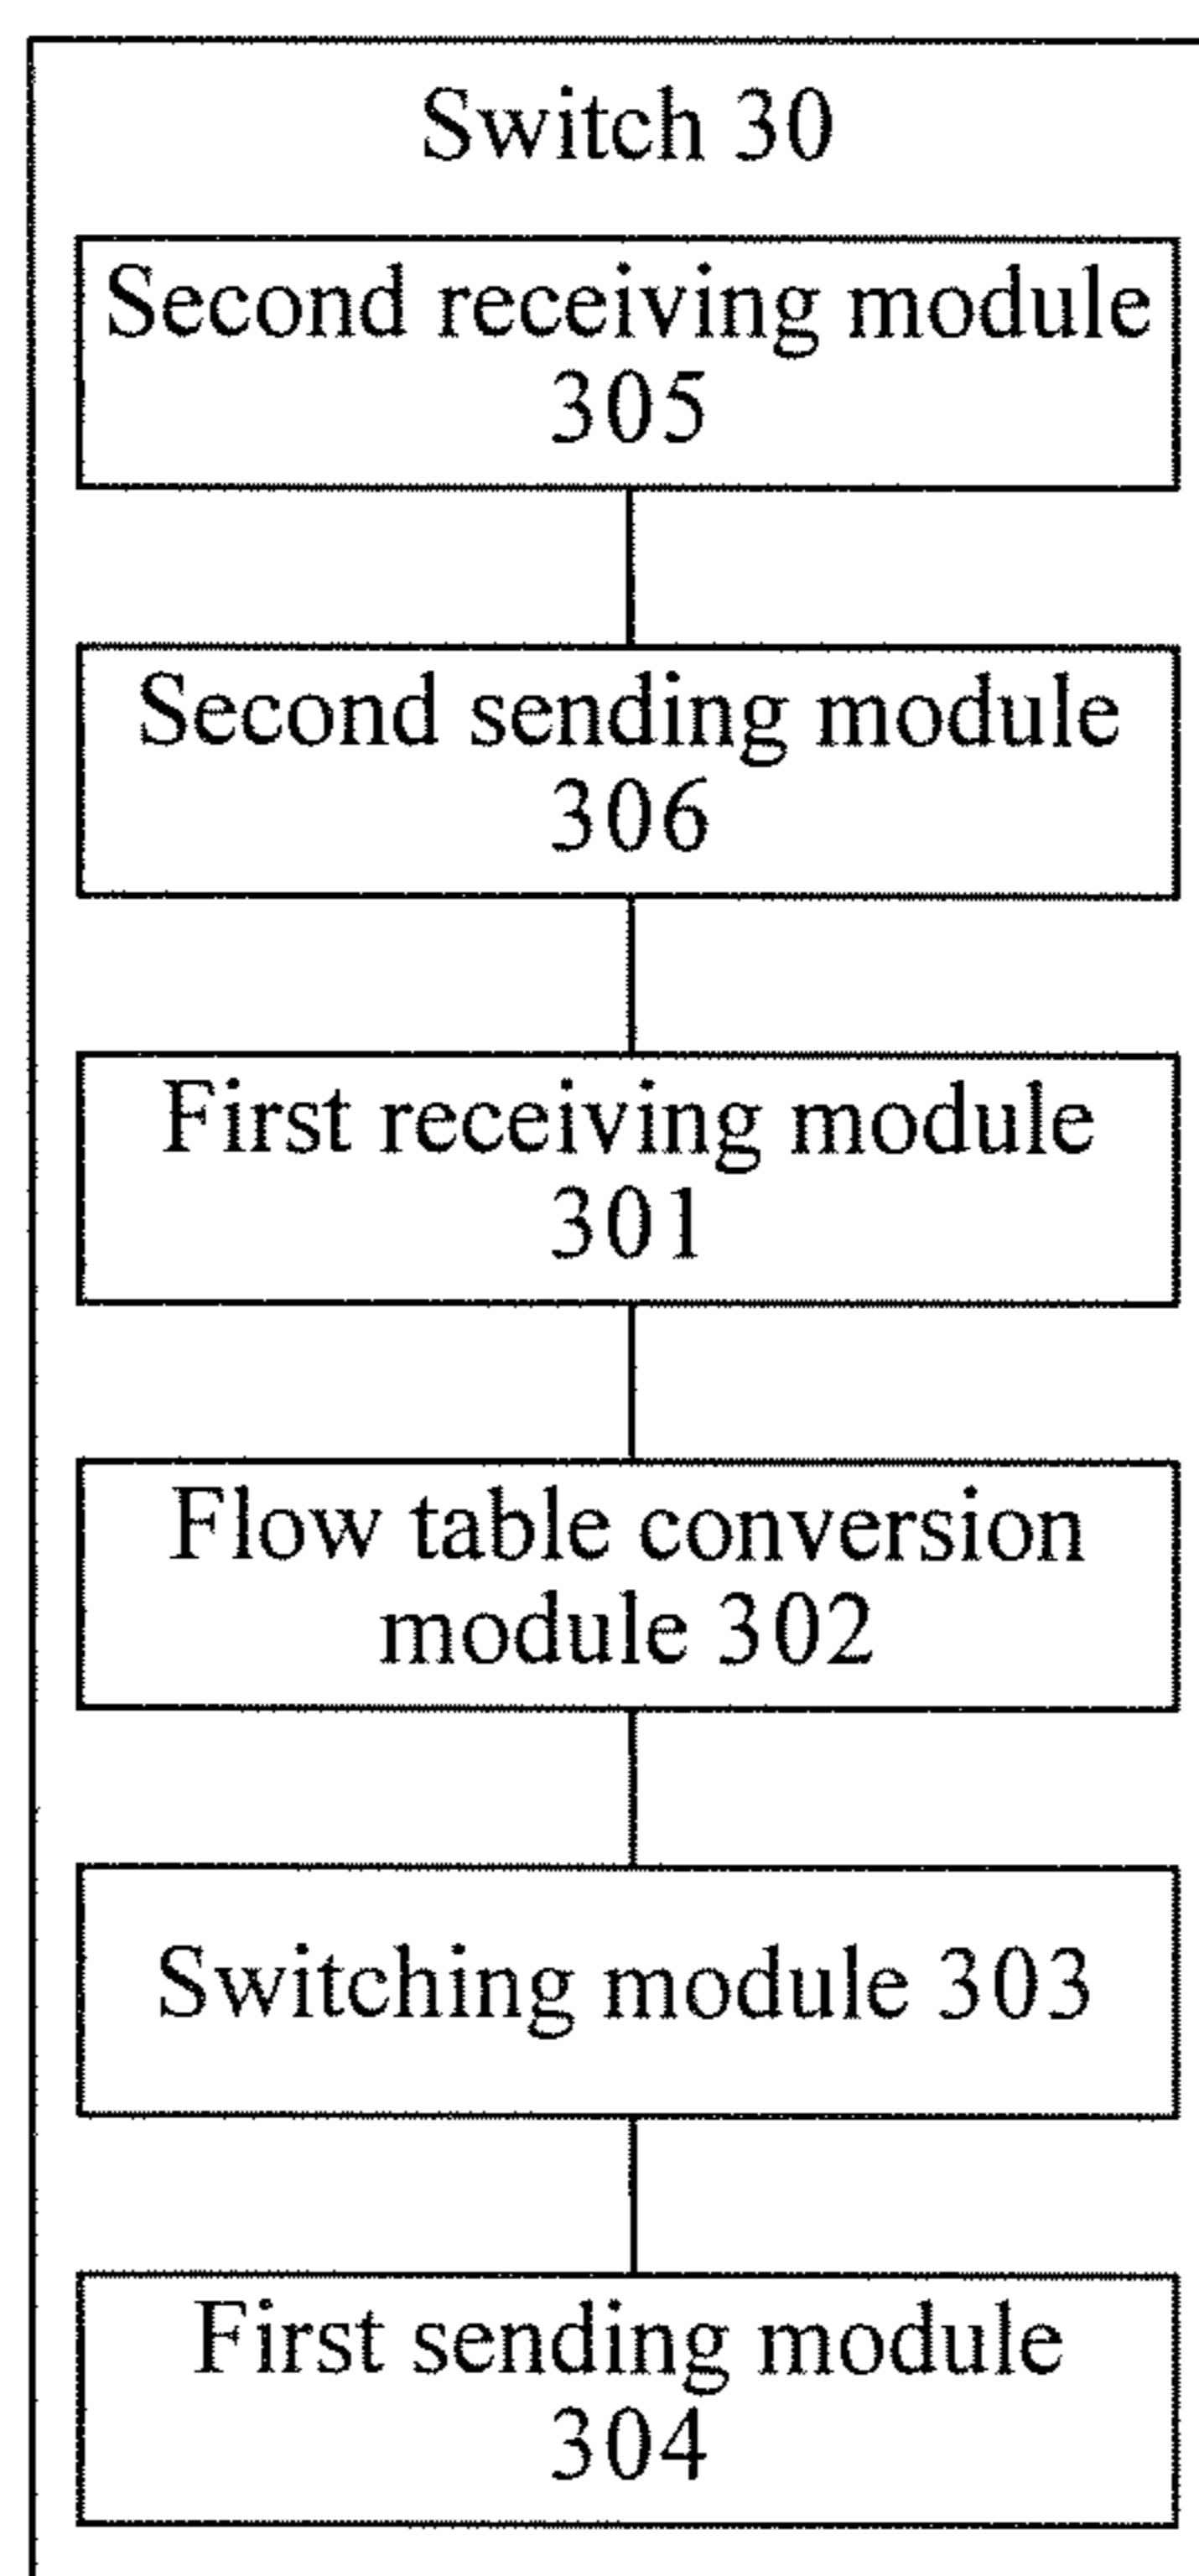 Switch 30
Second receiving module
305
Second sending module
306
First receiving module
301
Flow table conversion
module 302
Switching module 303
First sending module
304